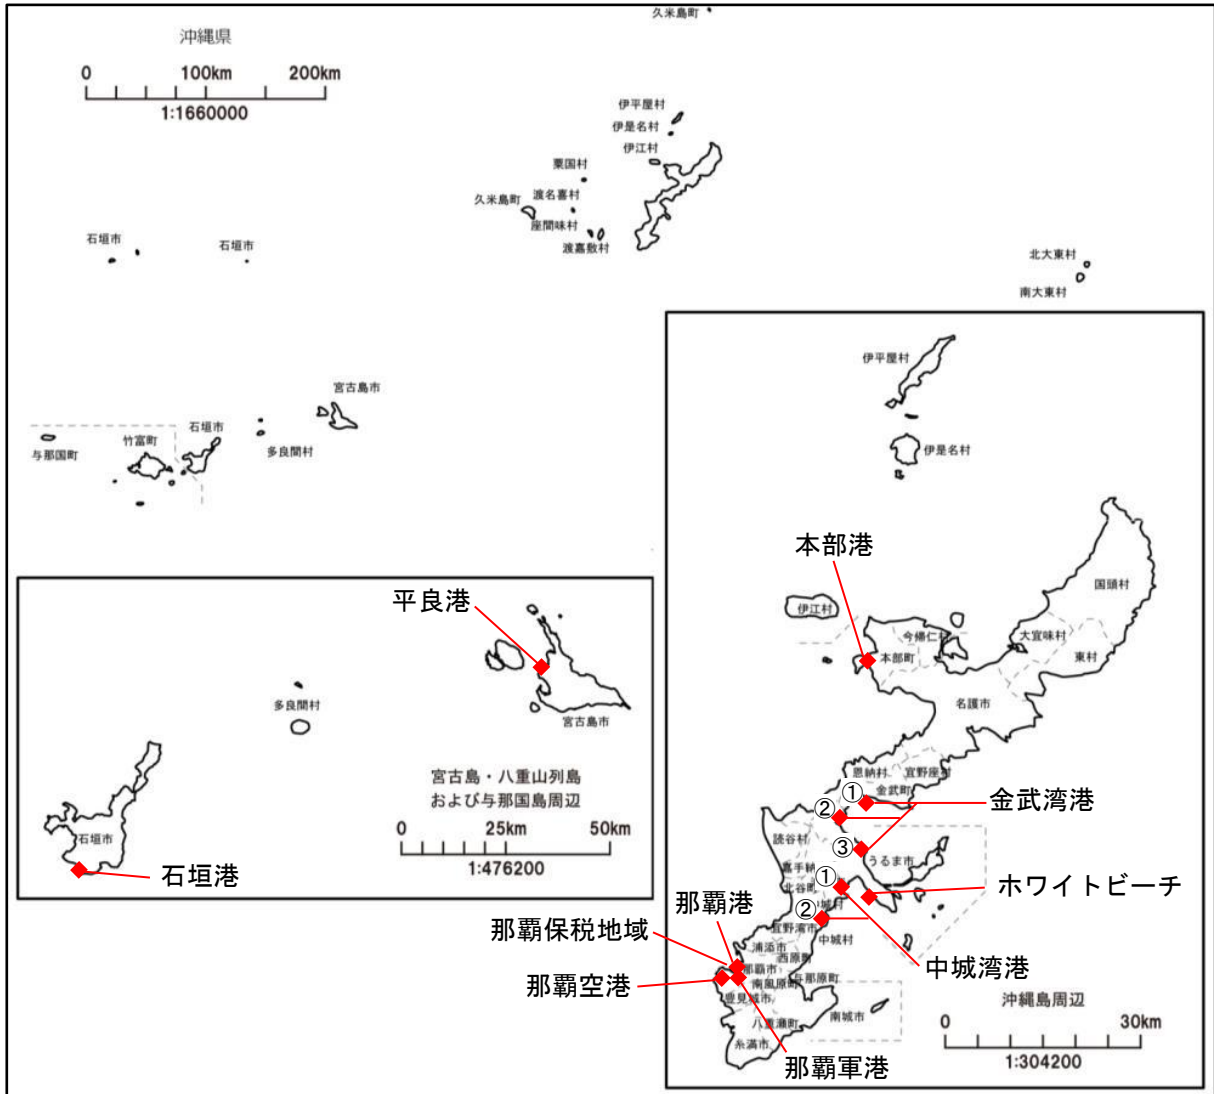 久米島町
沖縄県
0 100km 200km
1:1660000
伊平屋村
伊是名村
伊江村
粟国村
久米島町
渡名喜村
座間味村
渡嘉敷村
石垣市
石垣市
北大東村
南大東村
宮古島市
石垣市
竹富町
与那国町
多良間村
平良港
多良間村
宮古島市
宮古島・八重山列島
および与那国島周辺
0 25km 50km
1:476200
石垣市
石垣港
伊平屋村
伊是名村
本部港
国頭村
伊江村
今帰仁村
大宜味村
本部町
東村
名護市
恩納村
宜野座村
金武町
①
金武湾港
②
読谷村
③
うるま市
嘉手納
①
北谷町
ホワイトビーチ
城村
②
宜野湾市
中城村
中城湾港
那覇港
那覇保税地域
那覇空港
浦添市
西原町
那覇市
与那原町
南風原町
豊見城市
南城市
八重瀬町
糸満市
那覇軍港
沖縄島周辺
0 30km
1:304200